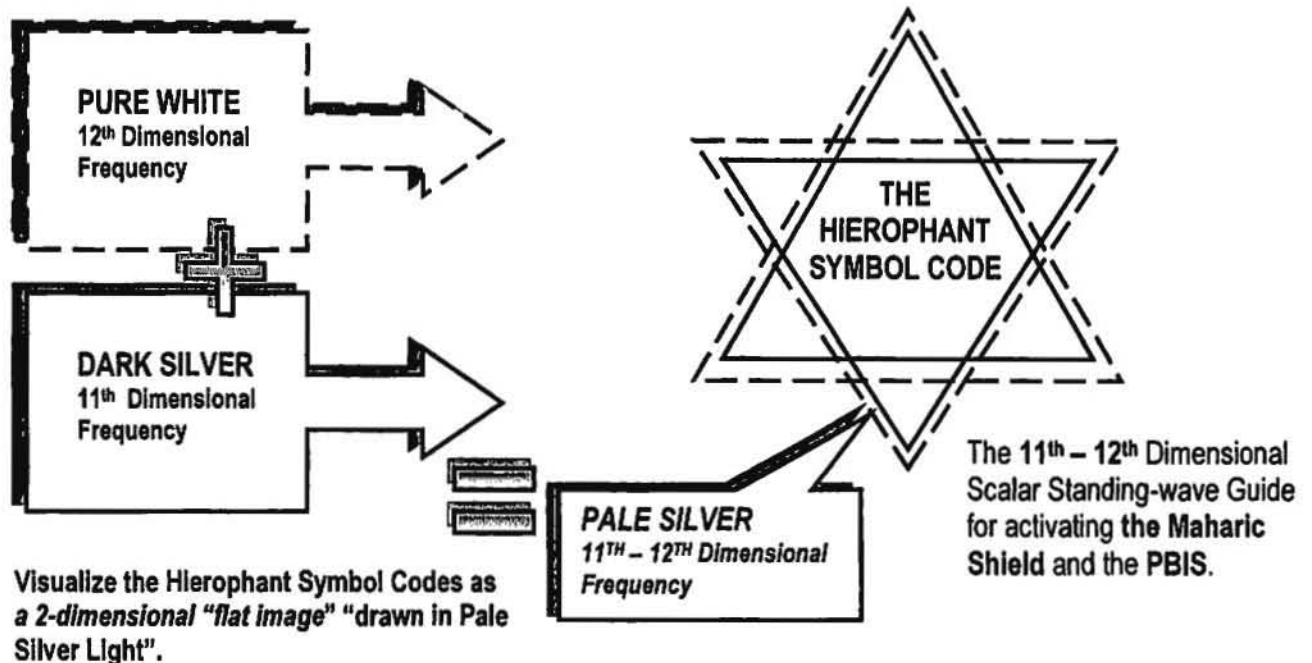 PURE WHITE
12th Dimensional
Frequency
DARK SILVER
11th Dimensional
Frequency
THE
HIEROPHANT
SYMBOL CODE
PALE SILVER
11TH – 12TH Dimensional
Frequency
The 11th – 12th Dimensional
Scalar Standing-wave Guide
for activating the Maharic
Shield and the PBIS.
Visualize the Hierophant Symbol Codes as
a 2-dimensional "flat image" "drawn in Pale
Silver Light".